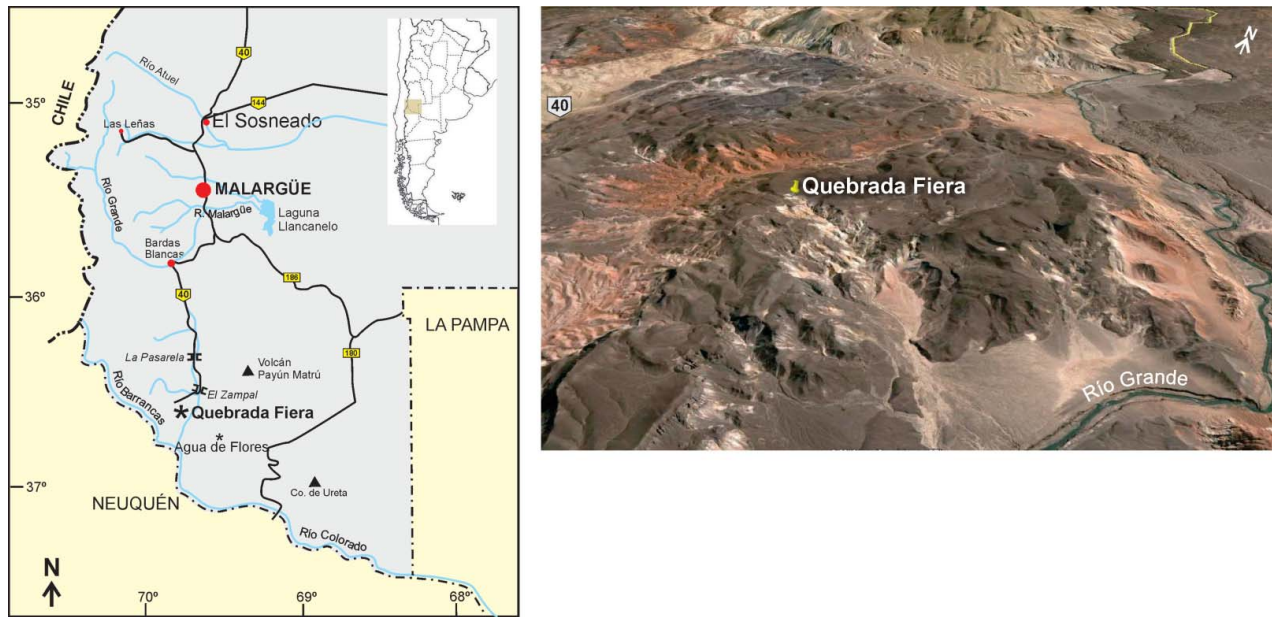 40
Río Atuel
CHILE
144
35º
Las Leñas
El Sosneado
MALARGÜE
Río Grande
R. Malargüe
Laguna
Llancanelo
Bardas
Blancas
186
36º
40
LA PAMPA
La Pasarela
Volcán
Payún Matrú
180
Río Barrancas
El Zampal
* Quebrada Fiera
*
Agua de Flores
37º
Co. de Ureta
NEUQUÉN
Río Colorado
N
70º
69º
68º
N
40
Quebrada Fiera
Río Grande